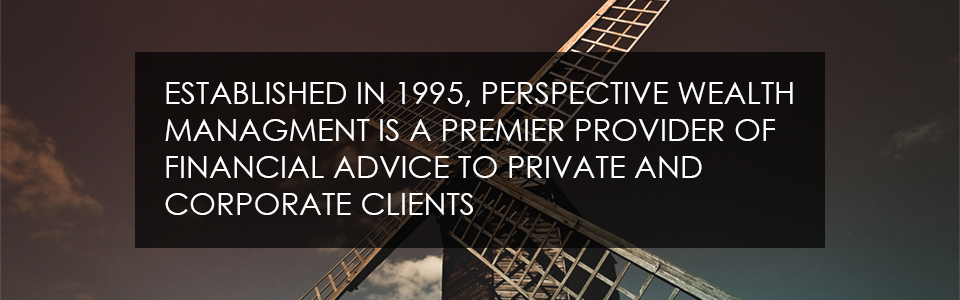 ESTABLISHED IN 1995, PERSPECTIVE WEALTH
MANAGMENT IS A PREMIER PROVIDER OF
FINANCIAL ADVICE TO PRIVATE AND
CORPORATE CLIENTS